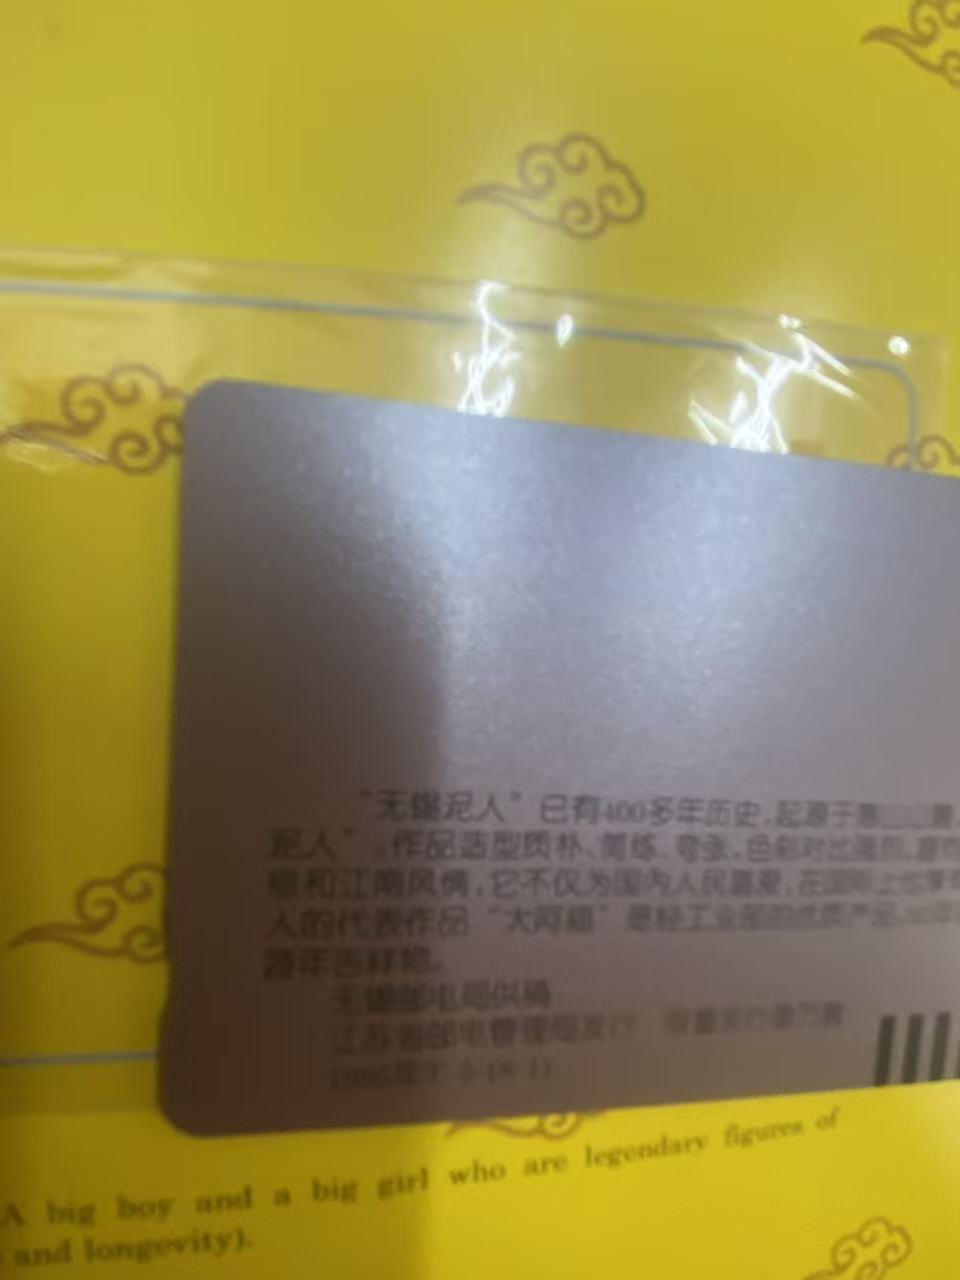 “无锡泥人”已有400多年历史,起源于惠
泥人”。作品造型质朴、简练、夸张,色彩对比强烈,
息和江南风情,它不仅为国内人民喜爱,在国际上也享
人的代表作品“大阿福”是轻工业部的优质产品,
年吉祥物。
无锡邮电局供稿
江苏省邮电管理局发行
A big boy and a big girl who are legendary figures of
and longevity).